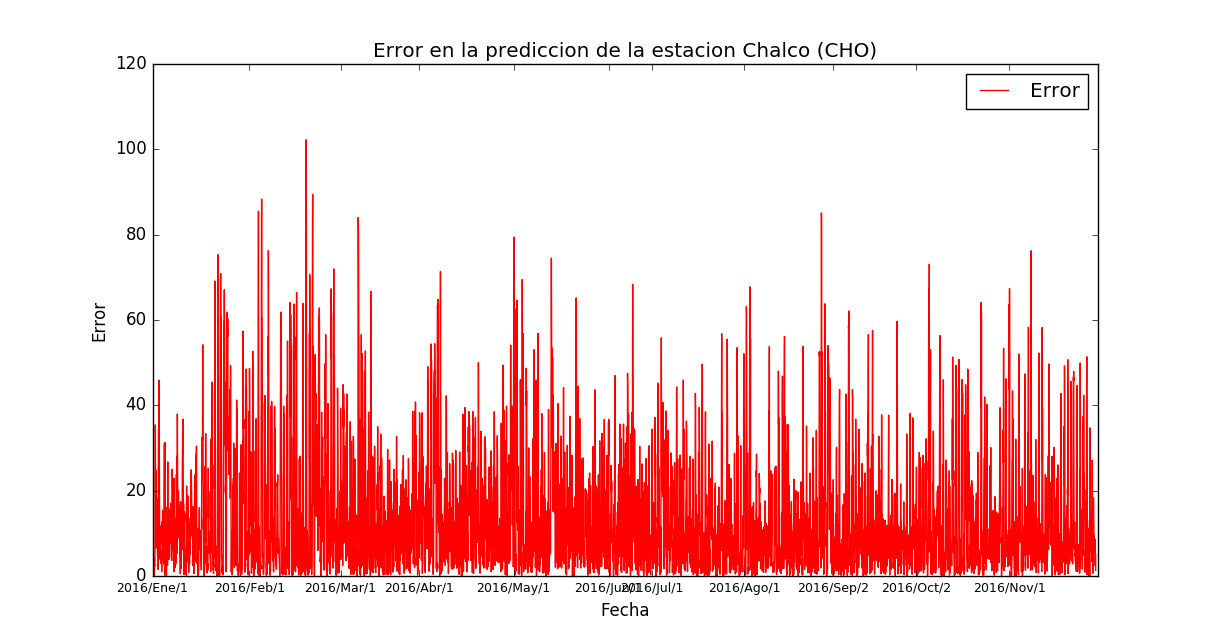 Error en la prediccion de la estacion Chalco (CHO)
120
100
80
60
40
20
0
Error
Error
2016/Ene/1 2016/Feb/1 2016/Mar/1 2016/Abr/1 2016/May/1 2016/Jun/1 2016/Jul/1 2016/Ago/1 2016/Sep/2 2016/Oct/2 2016/Nov/1
Fecha